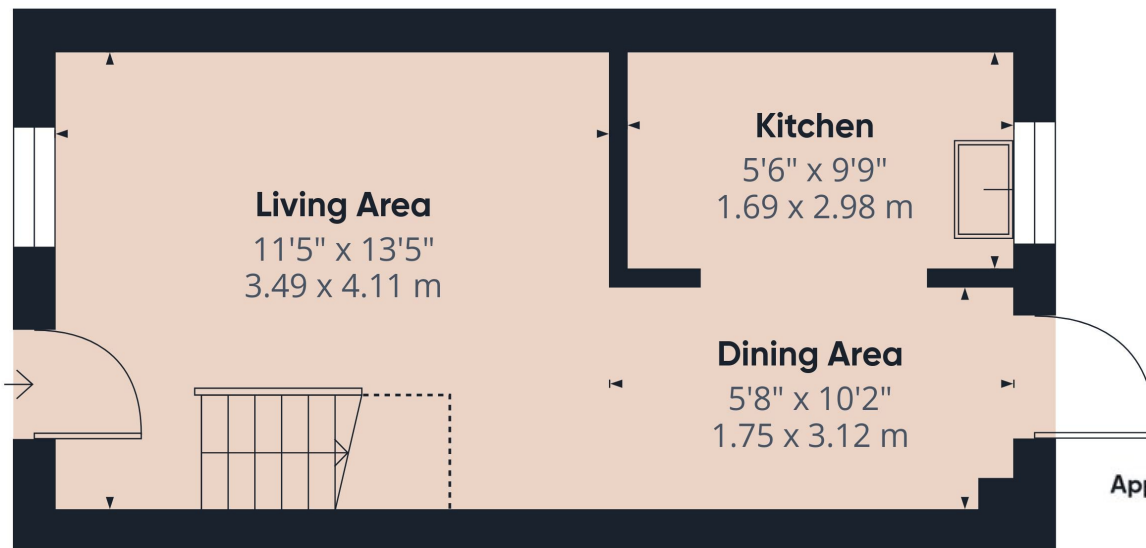 Kitchen
5'6" x 9'9"
1.69 x 2.98 m
Living Area
11'5" x 13'5"
3.49 x 4.11 m
Dining Area
5'8" x 10'2"
1.75 x 3.12 m